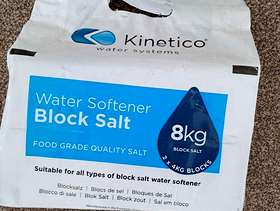 Kinetico
water systems
Water Softener
Block Salt
FOOD GRADE QUALITY SALT
8kg
BLOCK SALT
2 x 4KG BLOCKS
Suitable for all types of block salt water softener
Blocksalz | Blocs de sel | Bloques de Sal
Blocco di sale | Blok Salt | Block zout | Sal em bloco